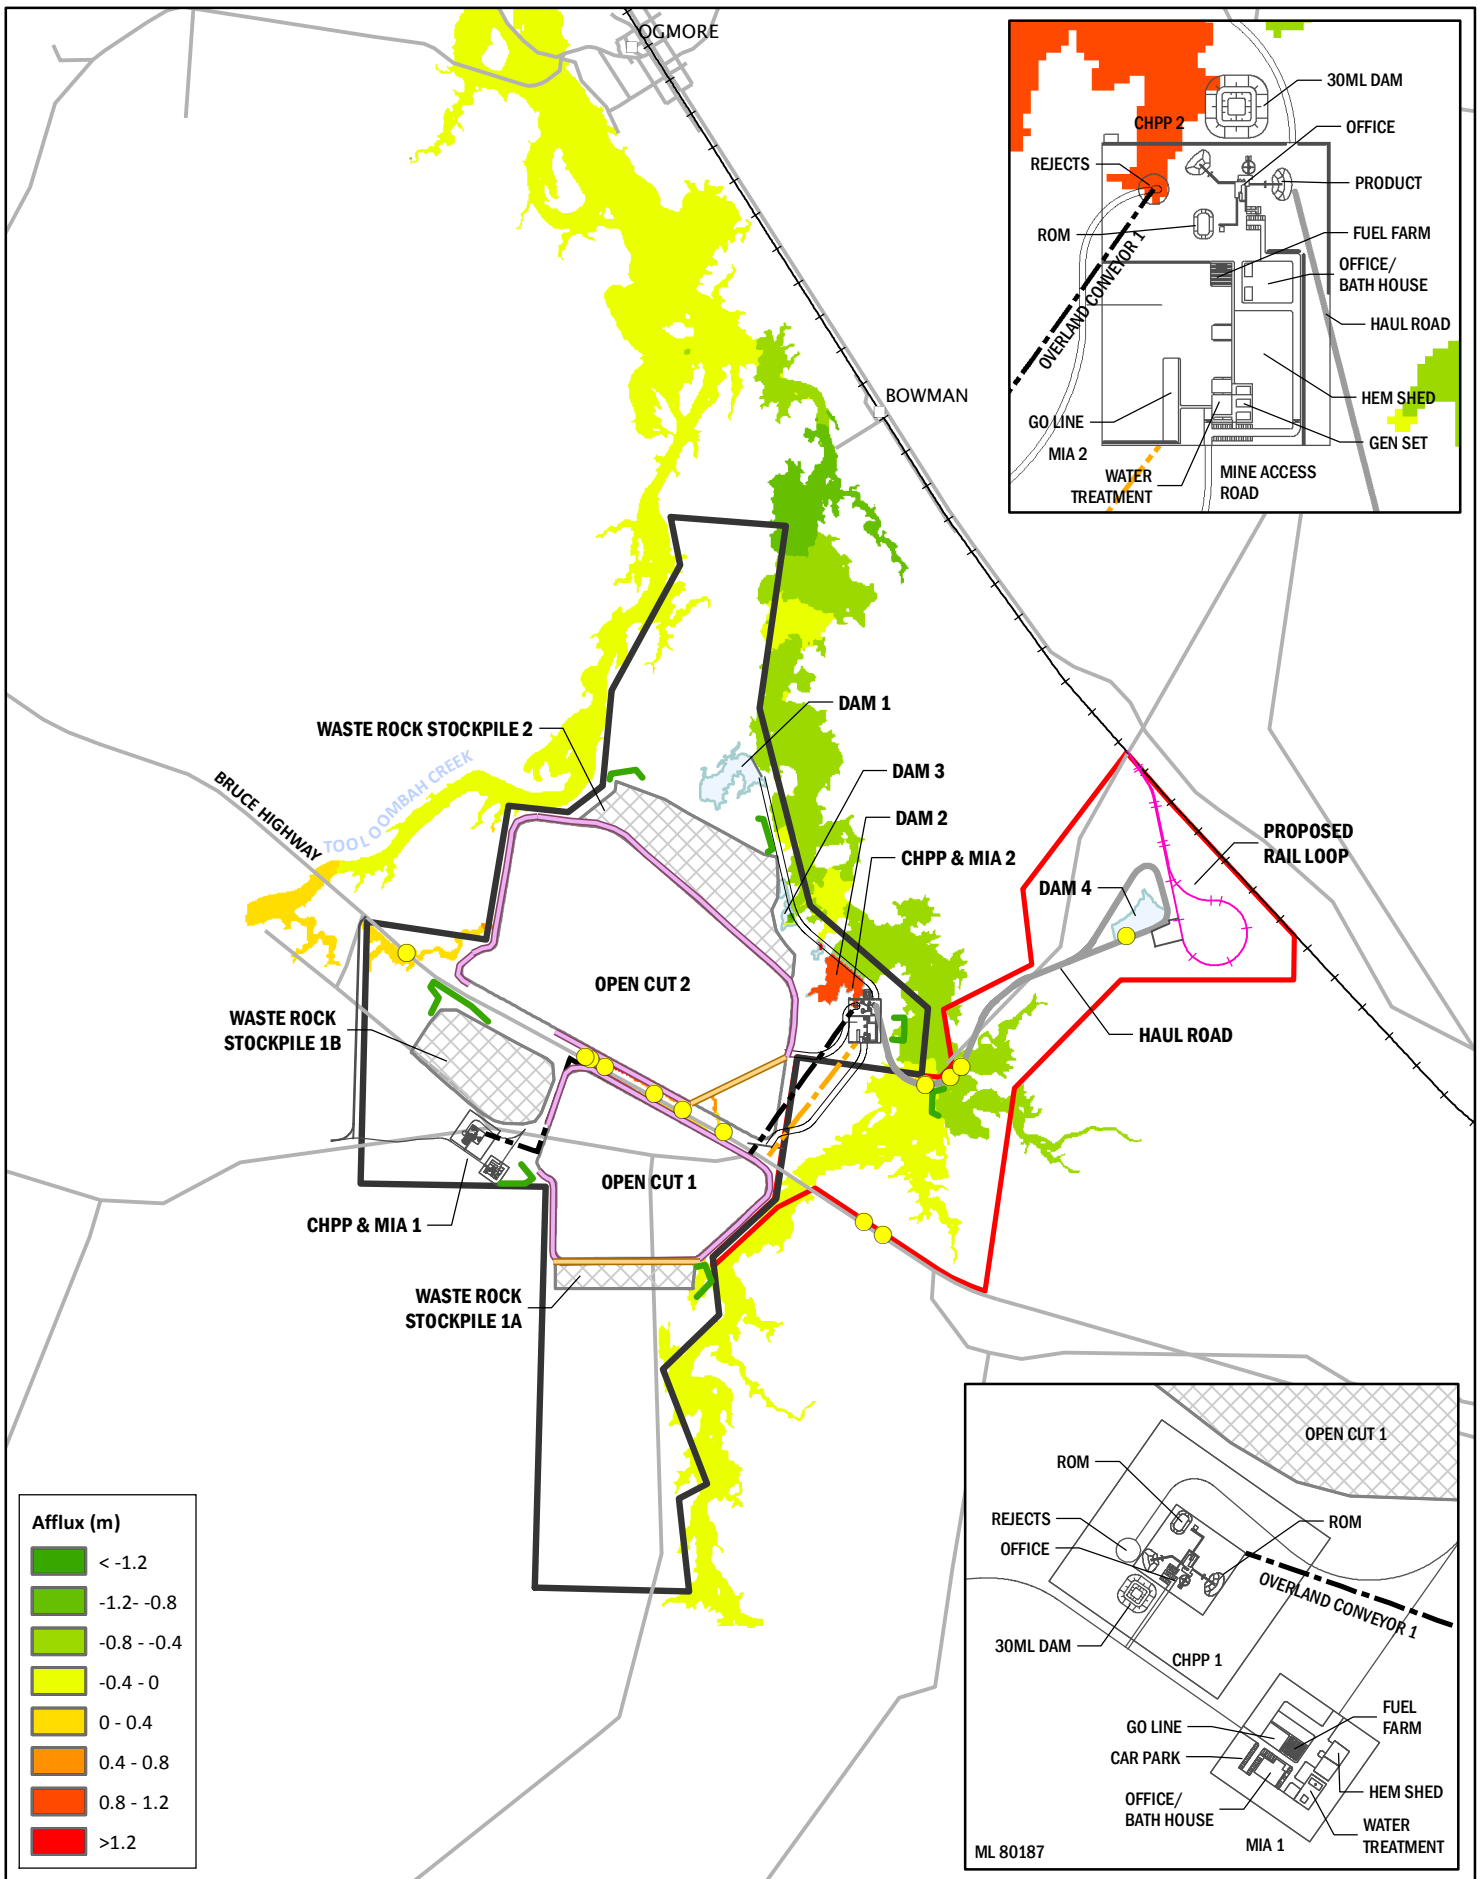 OGMORE
BOWMAN
30ML DAM
CHPP 2
OFFICE
REJECTS
PRODUCT
ROM
FUEL FARM
OFFICE/
BATH HOUSE
OVERLAND CONVEYOR 1
HAUL ROAD
HEM SHED
GO LINE
GEN SET
MIA 2
WATER
TREATMENT
MINE ACCESS
ROAD
DAM 1
WASTE ROCK STOCKPILE 2
DAM 3
TOOLOOMBAH CREEK
BRUCE HIGHWAY
DAM 2
CHPP & MIA 2
PROPOSED
RAIL LOOP
DAM 4
OPEN CUT 2
WASTE ROCK
STOCKPILE 1B
HAUL ROAD
OPEN CUT 1
CHPP & MIA 1
WASTE ROCK
STOCKPILE 1A
OPEN CUT 1
ROM
REJECTS
ROM
OFFICE
OVERLAND CONVEYOR 1
30ML DAM
CHPP 1
FUEL
FARM
GO LINE
CAR PARK
HEM SHED
OFFICE/
BATH HOUSE
WATER
TREATMENT
MIA 1
ML 80187
Afflux (m)
< -1.2
-1.2- -0.8
-0.8 - -0.4
-0.4 - 0
0 - 0.4
0.4 - 0.8
0.8 - 1.2
>1.2